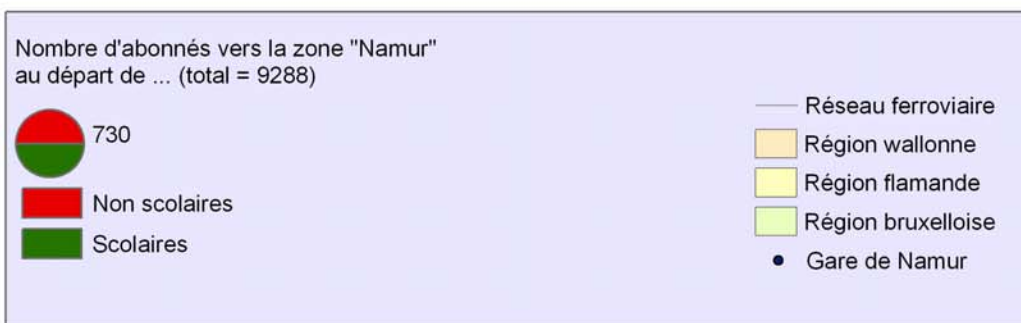 Nombre d'abonnés vers la zone "Namur"
au départ de ... (total = 9288)
730
Non scolaires
Scolaires
Réseau ferroviaire
Région wallonne
Région flamande
Région bruxelloise
Gare de Namur